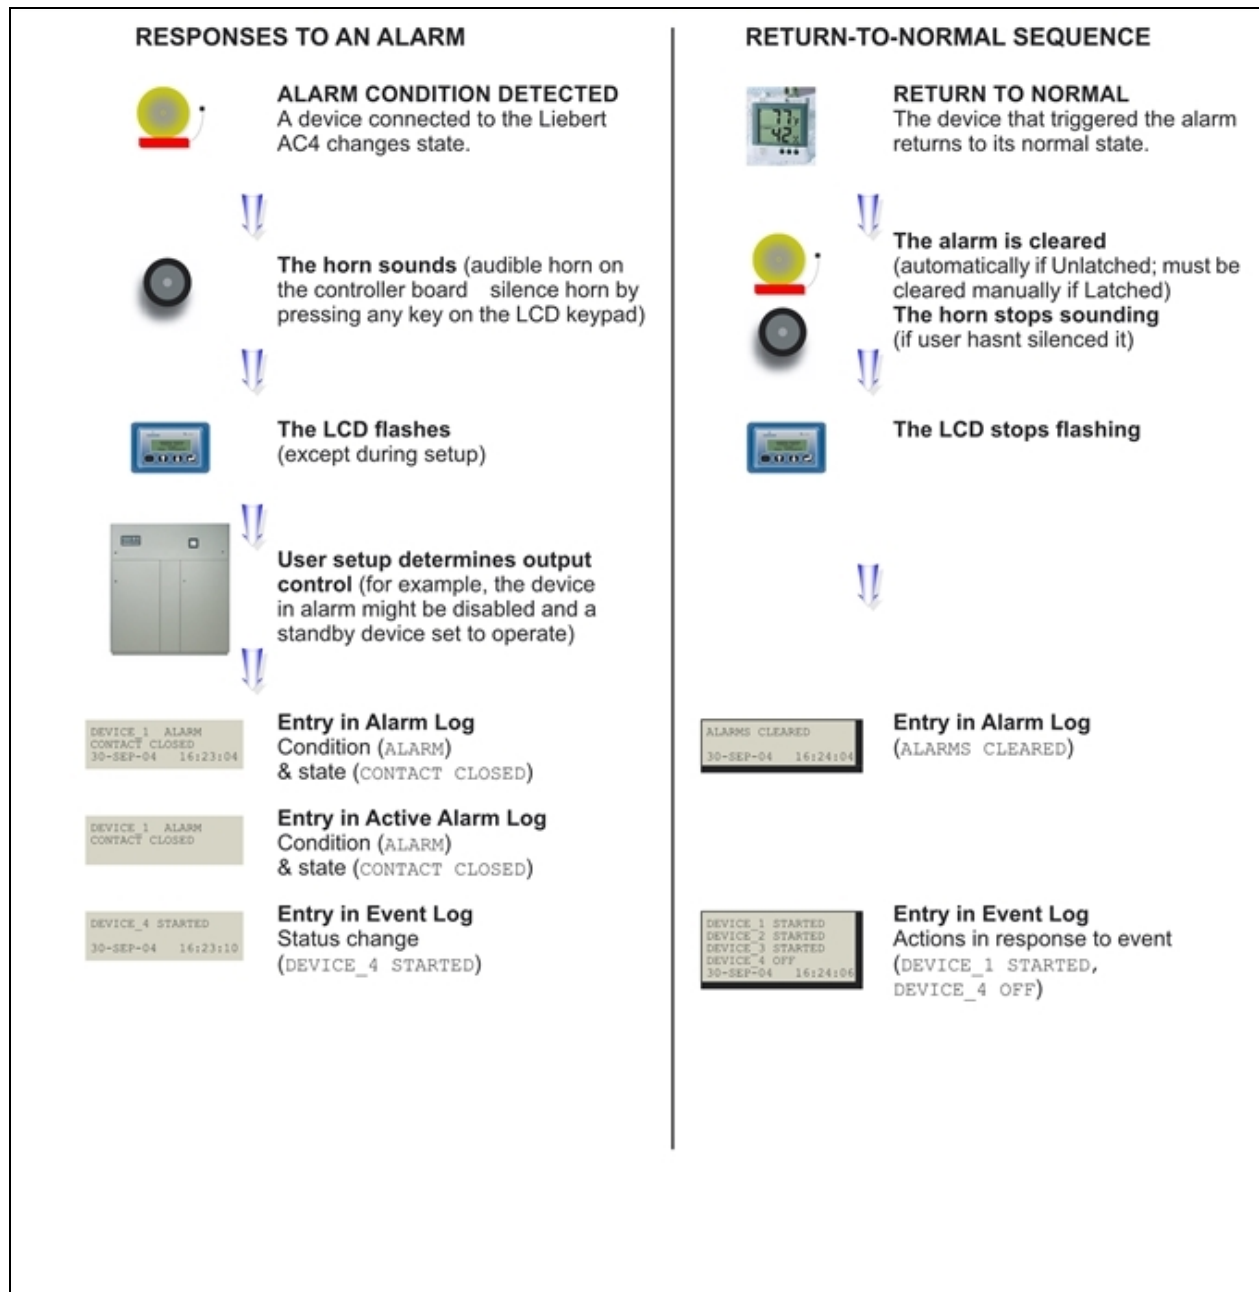 RESPONSES TO AN ALARM
ALARM CONDITION DETECTED
A device connected to the Liebert
AC4 changes state.
The horn sounds (audible horn on
the controller board silence horn by
pressing any key on the LCD keypad)
The LCD flashes
(except during setup)
User setup determines output
control (for example, the device
in alarm might be disabled and a
standby device set to operate)
DEVICE_1 ALARM
CONTACT CLOSED
30-SEP-04 16:23:04
Entry in Alarm Log
Condition (ALARM)
& state (CONTACT CLOSED)
DEVICE_1 ALARM
CONTACT CLOSED
Entry in Active Alarm Log
Condition (ALARM)
& state (CONTACT CLOSED)
DEVICE_4 STARTED
30-SEP-04 16:23:10
Entry in Event Log
Status change
(DEVICE_4 STARTED)
RETURN-TO-NORMAL SEQUENCE
77F
42%
RETURN TO NORMAL
The device that triggered the alarm
returns to its normal state.
The alarm is cleared
(automatically if Unlatched; must be
cleared manually if Latched)
The horn stops sounding
(if user hasnt silenced it)
The LCD stops flashing
ALARMS CLEARED
30-SEP-04 16:24:04
Entry in Alarm Log
(ALARMS CLEARED)
DEVICE_1 STARTED
DEVICE_2 STARTED
DEVICE_3 STARTED
DEVICE_4 OFF
30-SEP-04 16:24:06
Entry in Event Log
Actions in response to event
(DEVICE_1 STARTED,
DEVICE_4 OFF)